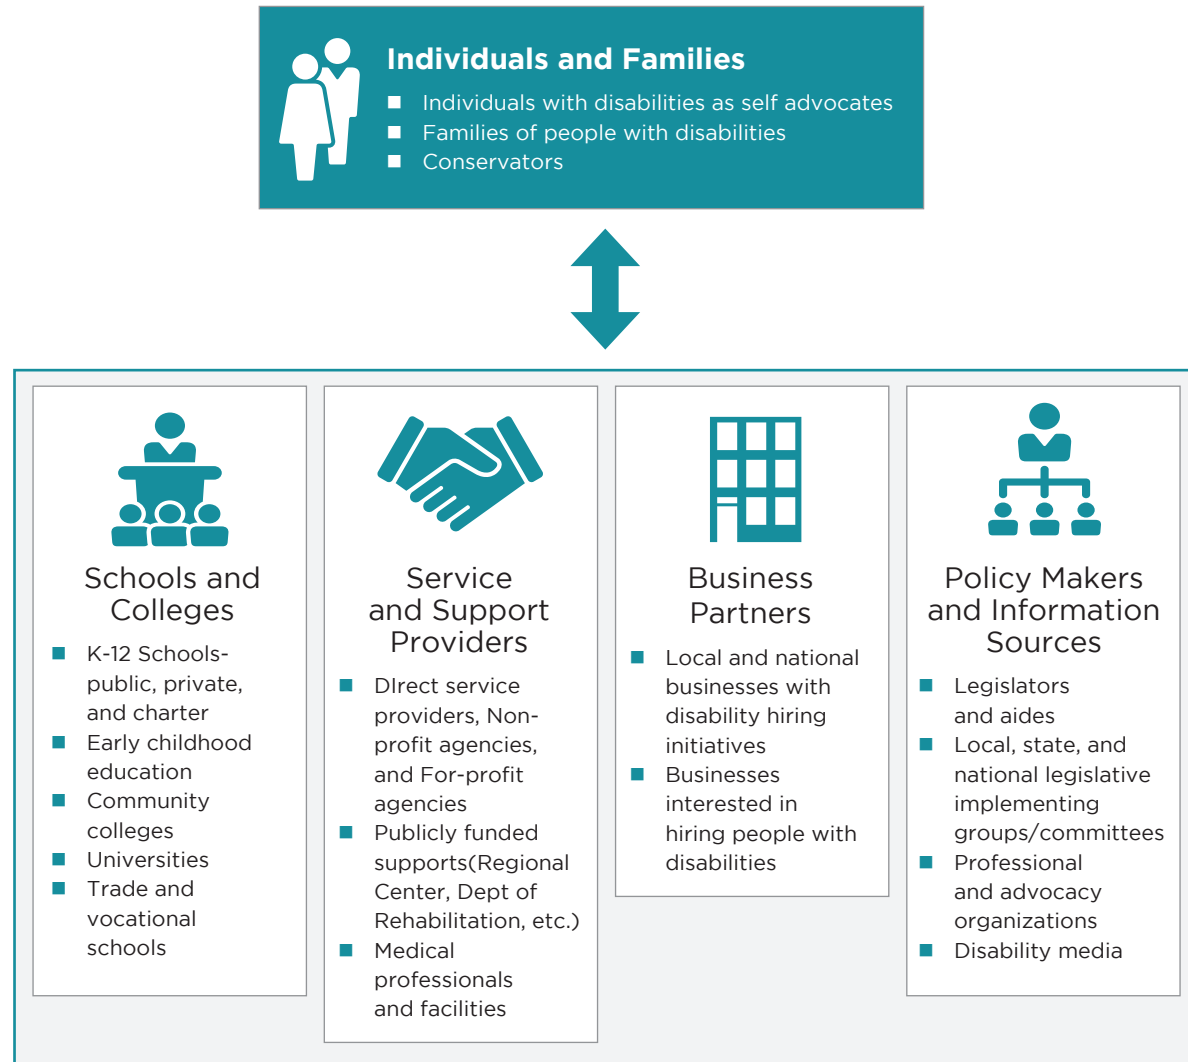 Individuals and Families
Individuals with disabilities as self advocates
Families of people with disabilities
Conservators
Schools and
Colleges
K-12 Schools-
public, private,
and charter
Early childhood
education
Community
colleges
Universities
Trade and
vocational
schools
Service
and Support
Providers
DIrect service
providers, Non-
profit agencies,
and For-profit
agencies
Publicly funded
supports(Regional
Center, Dept of
Rehabilitation, etc.)
Medical
professionals
and facilities
Business
Partners
Local and national
businesses with
disability hiring
initiatives
Businesses
interested in
hiring people with
disabilities
Policy Makers
and Information
Sources
Legislators
and aides
Local, state, and
national legislative
implementing
groups/committees
Professional
and advocacy
organizations
Disability media